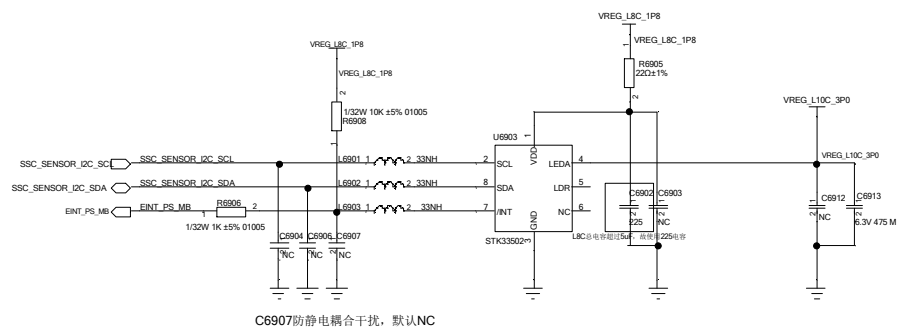 VREG_L8C_1P8
VREG_L8C_1P8
R6905
22Ω±1%
VREG_L8C_1P8
VREG_L8C_1P8
1/32W 10K ±5% 01005
R6908
VREG_L10C_3P0
VREG_L10C_3P0
U6903
SSC_SENSOR_I2C_SCL
SSC_SENSOR_I2C_SCL
L6901 1 2 33NH
2 SCL
VDD
1
LEDA 4
SSC_SENSOR_I2C_SDA
SSC_SENSOR_I2C_SDA
L6902 1 2 33NH
8 SDA
LDR 5
EINT_PS_MB
EINT_PS_MB
R6906
1 2
1/32W 1K ±5% 01005
L6903 1 2 33NH
7 /INT
NC 6
GND
3
STK33502
C6902
225
C6903
NC
L8C总电容超过5uF，故使用225电容
C6912
NC
C6913
6.3V 475 M
C6904
NC
C6906
NC
C6907
NC
C6907防静电耦合干扰，默认NC